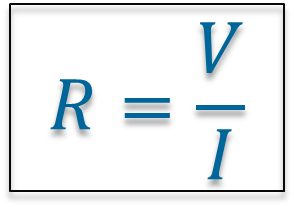 R = V/I